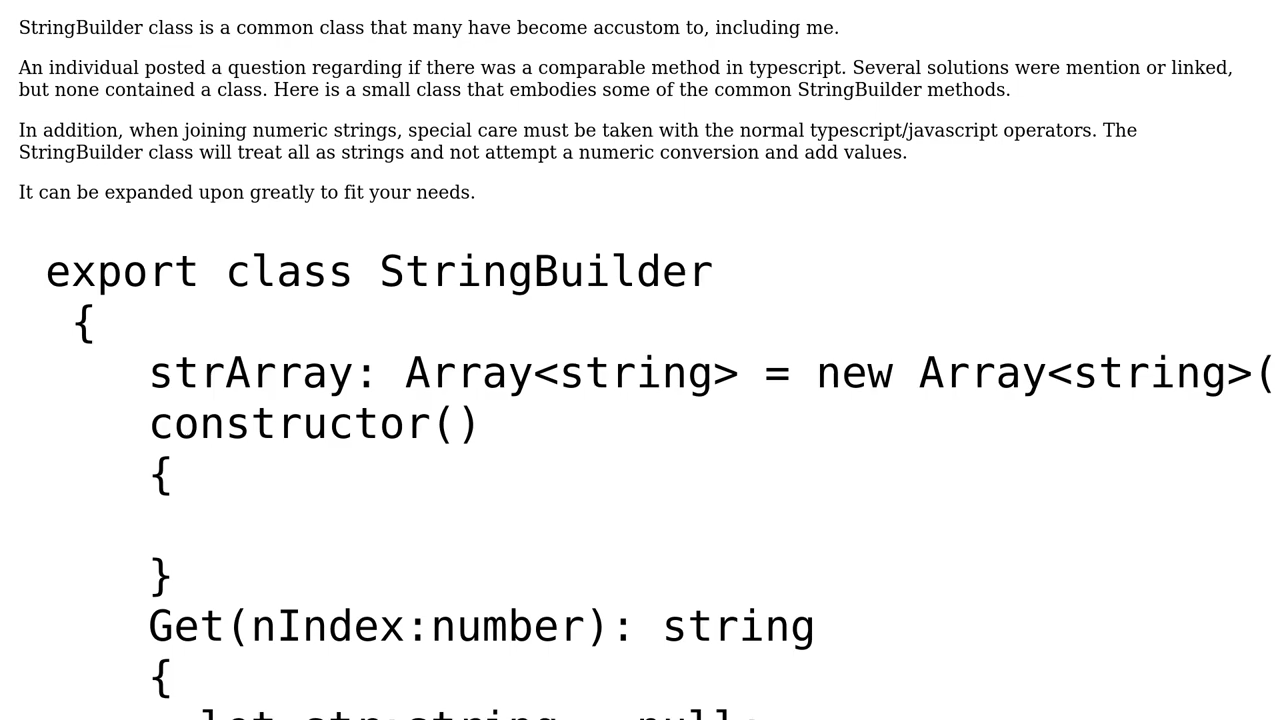 StringBuilder class is a common class that many have become accustom to, including me.
An individual posted a question regarding if there was a comparable method in typescript. Several solutions were mention or linked,
but none contained a class. Here is a small class that embodies some of the common StringBuilder methods.
In addition, when joining numeric strings, special care must be taken with the normal typescript/javascript operators. The
StringBuilder class will treat all as strings and not attempt a numeric conversion and add values.
It can be expanded upon greatly to fit your needs.
export class StringBuilder
{
strArray: Array<string> = new Array<string>(
constructor()
{
}
Get(nIndex:number): string
{